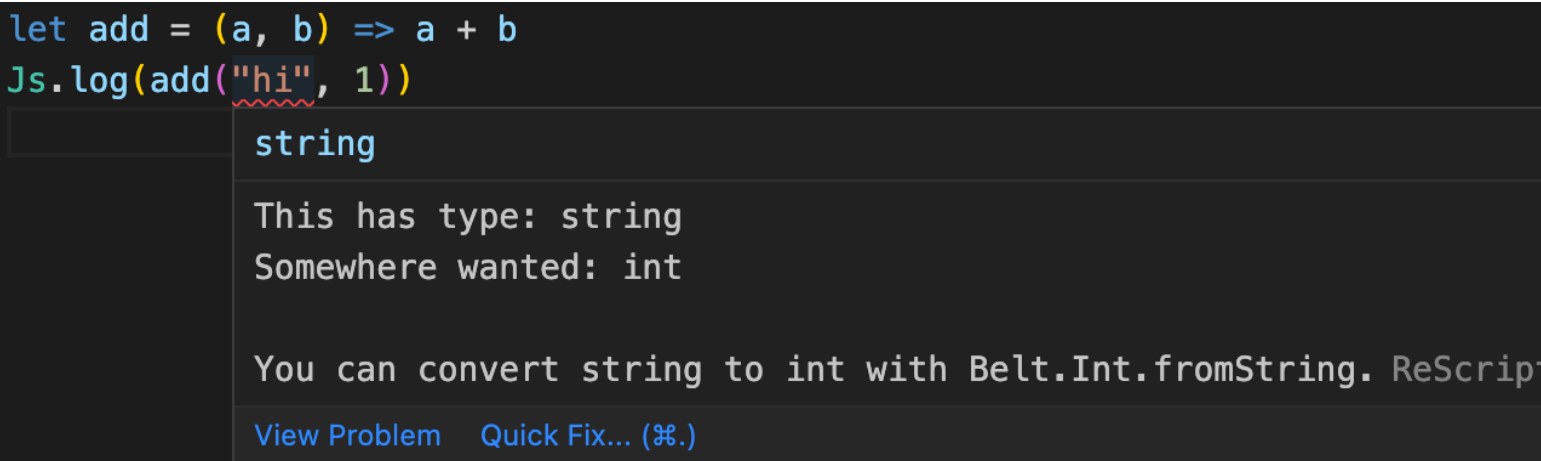 let add = (a, b) => a + b
Js.log(add("hi", 1))
string
This has type: string
Somewhere wanted: int
You can convert string to int with Belt.Int.fromString. ReScrip
View Problem Quick Fix... (⌘.)